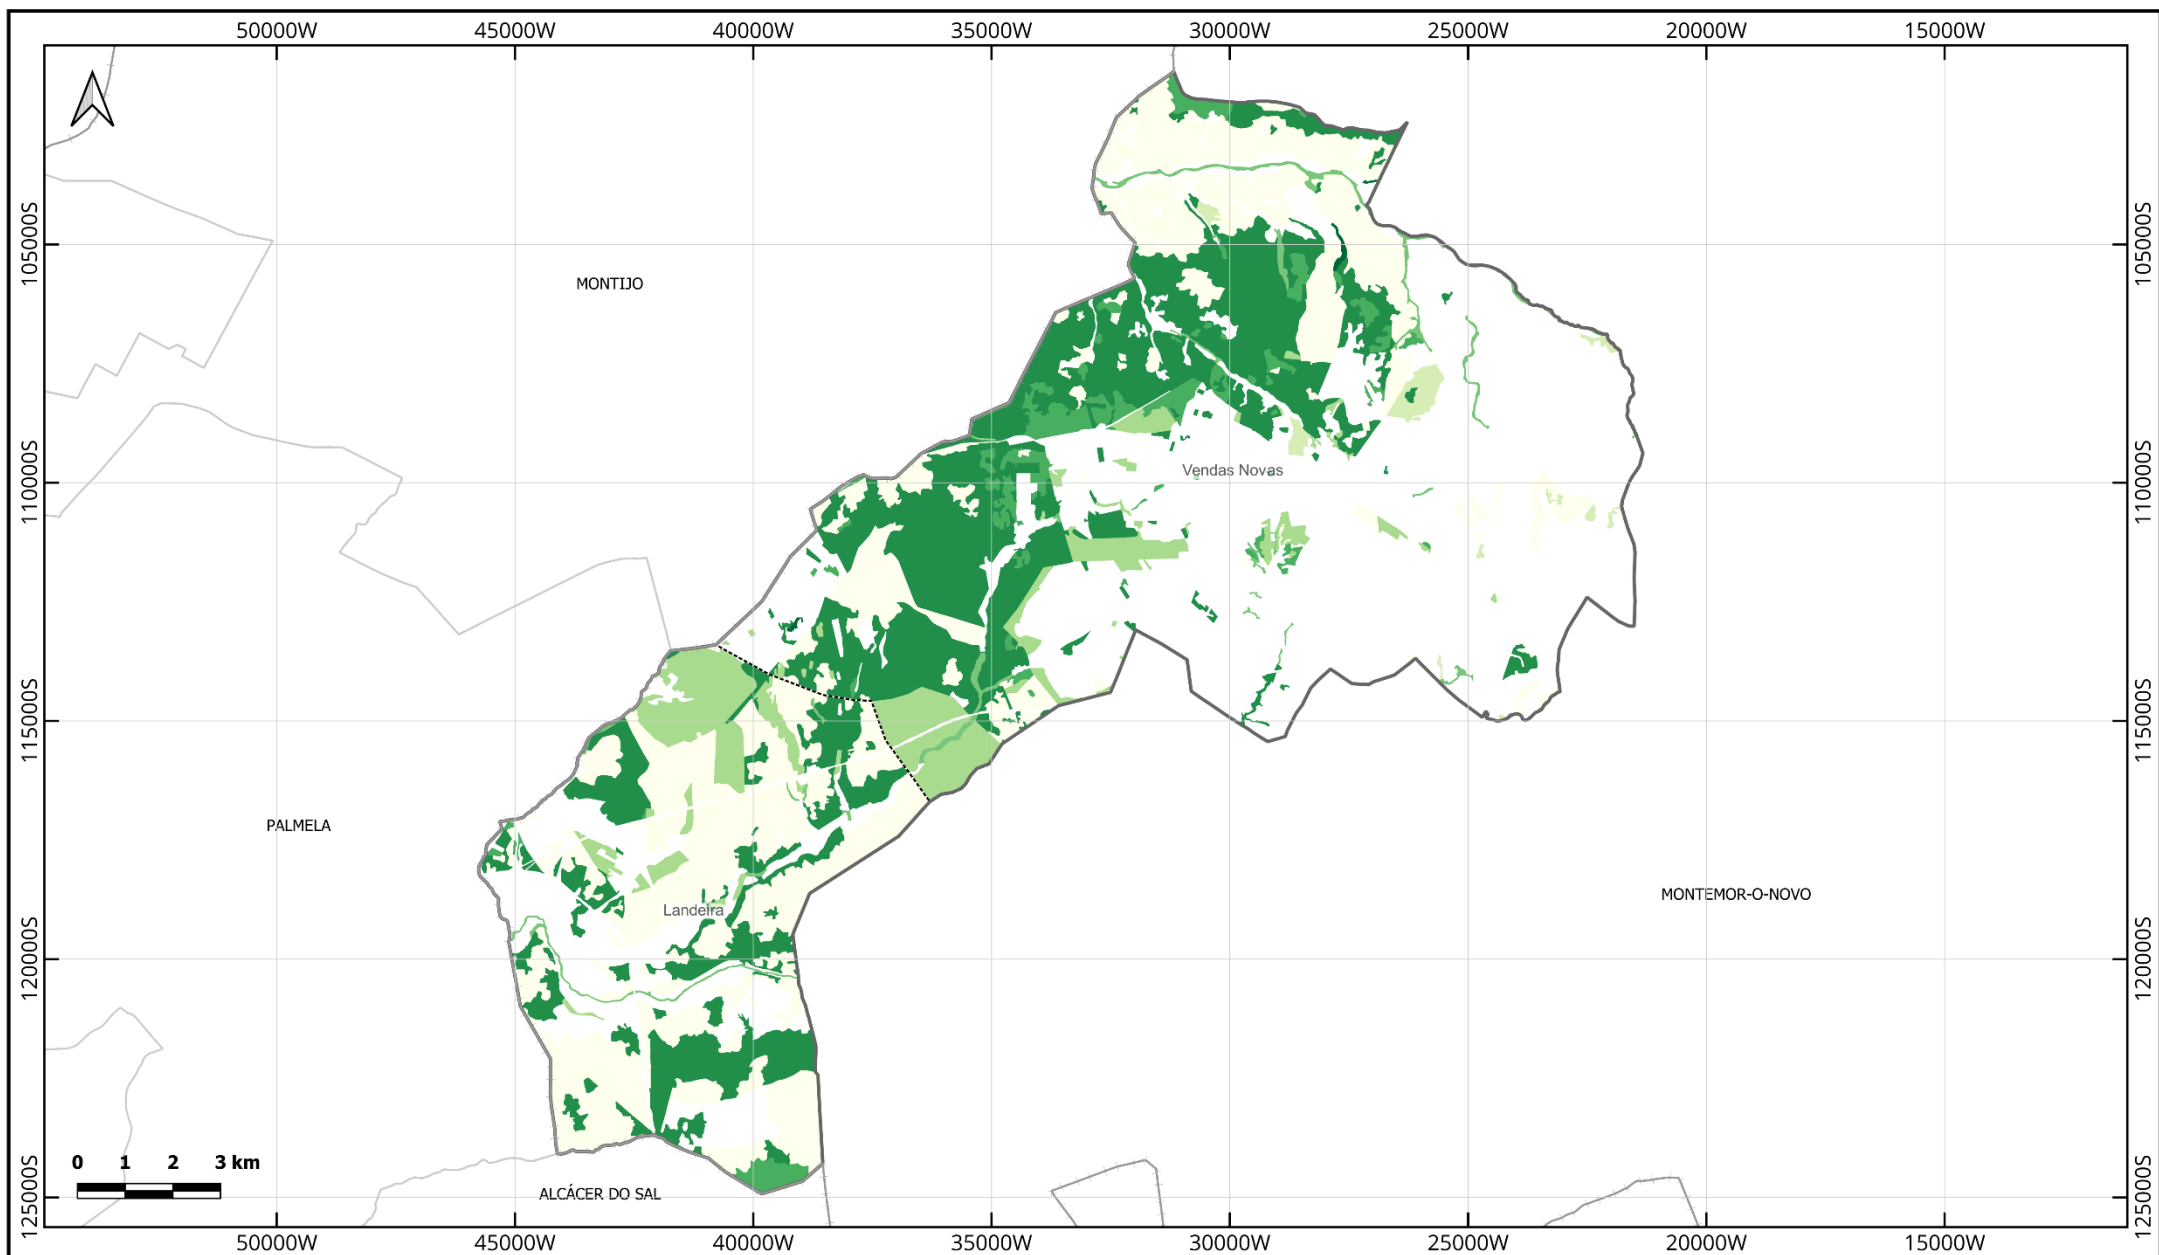 50000W 45000W 40000W 35000W 30000W 25000W 20000W 15000W
105000S 105000S
MONTIJO
Vendas Novas
110000S 110000S
115000S 115000S
PALMELA
MONTEMOR-O-NOVO
Landeira
120000S 120000S
0 1 2 3 km
ALCÁCER DO SAL
125000S 125000S
50000W 45000W 40000W 35000W 30000W 25000W 20000W 15000W